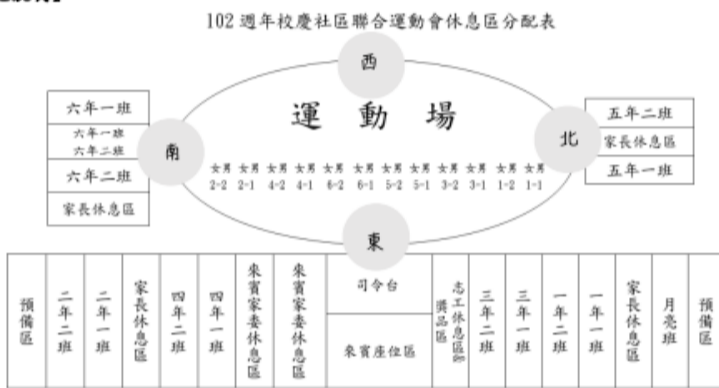 102 週年校慶社區聯合運動會休息區分配表
西
運 動 場
南
北
東
六年一班
六年一班
六年二班
六年二班
家長休息區
五年二班
家長休息區
五年一班
女男 女男 女男 女男 女男 女男 女男 女男 女男 女男 女男 女男
2-2 2-1 4-2 4-1 6-2 6-1 5-2 5-1 3-2 3-1 1-2 1-1
預備區
二年二班
二年一班
家長休息區
四年二班
四年一班
來賓家委休息區
來賓家委休息區
司令台
來賓座位區
志工休息區
獎品區
三年二班
三年一班
一年二班
一年一班
家長休息區
月亮班
預備區